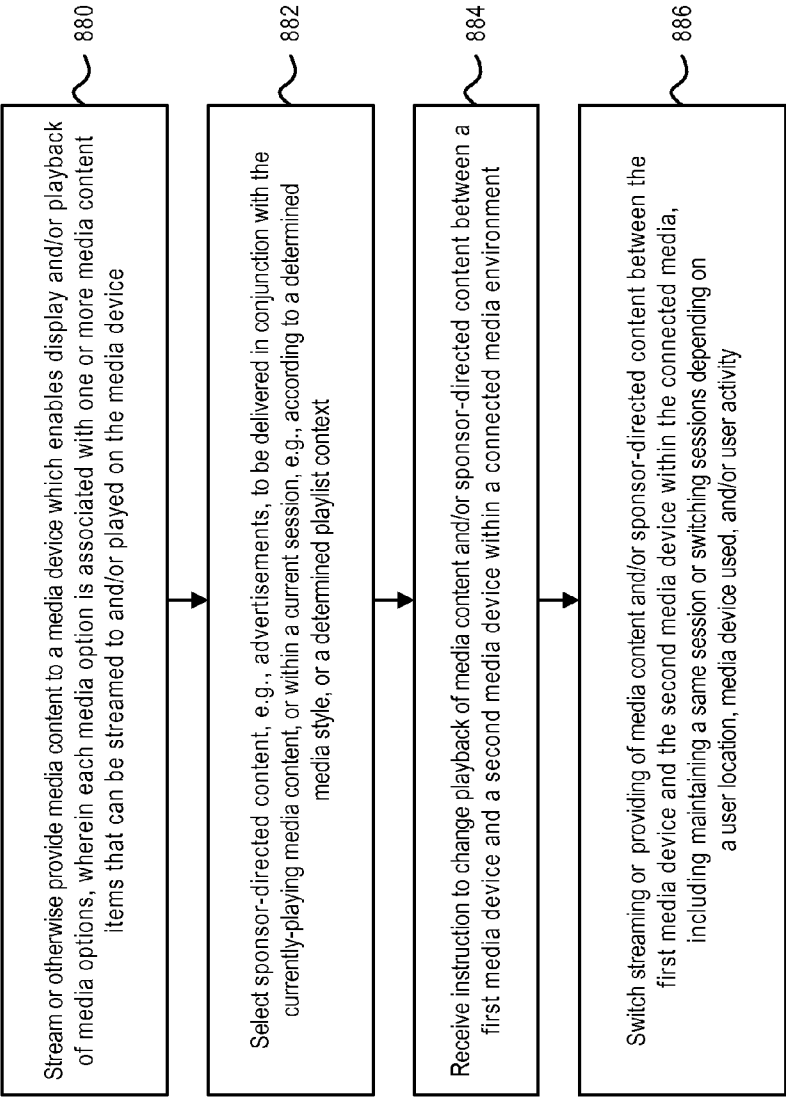 Stream or otherwise provide media content to a media device which enables display and/or playback
of media options, wherein each media option is associated with one or more media content
items that can be streamed to and/or played on the media device
880
Select sponsor-directed content, e.g., advertisements, to be delivered in conjunction with the
currently-playing media content, or within a current session, e.g., according to a determined
media style, or a determined playlist context
882
Receive instruction to change playback of media content and/or sponsor-directed content between a
first media device and a second media device within a connected media environment
884
Switch streaming or providing of media content and/or sponsor-directed content between the
first media device and the second media device within the connected media,
including maintaining a same session or switching sessions depending on
a user location, media device used, and/or user activity
886